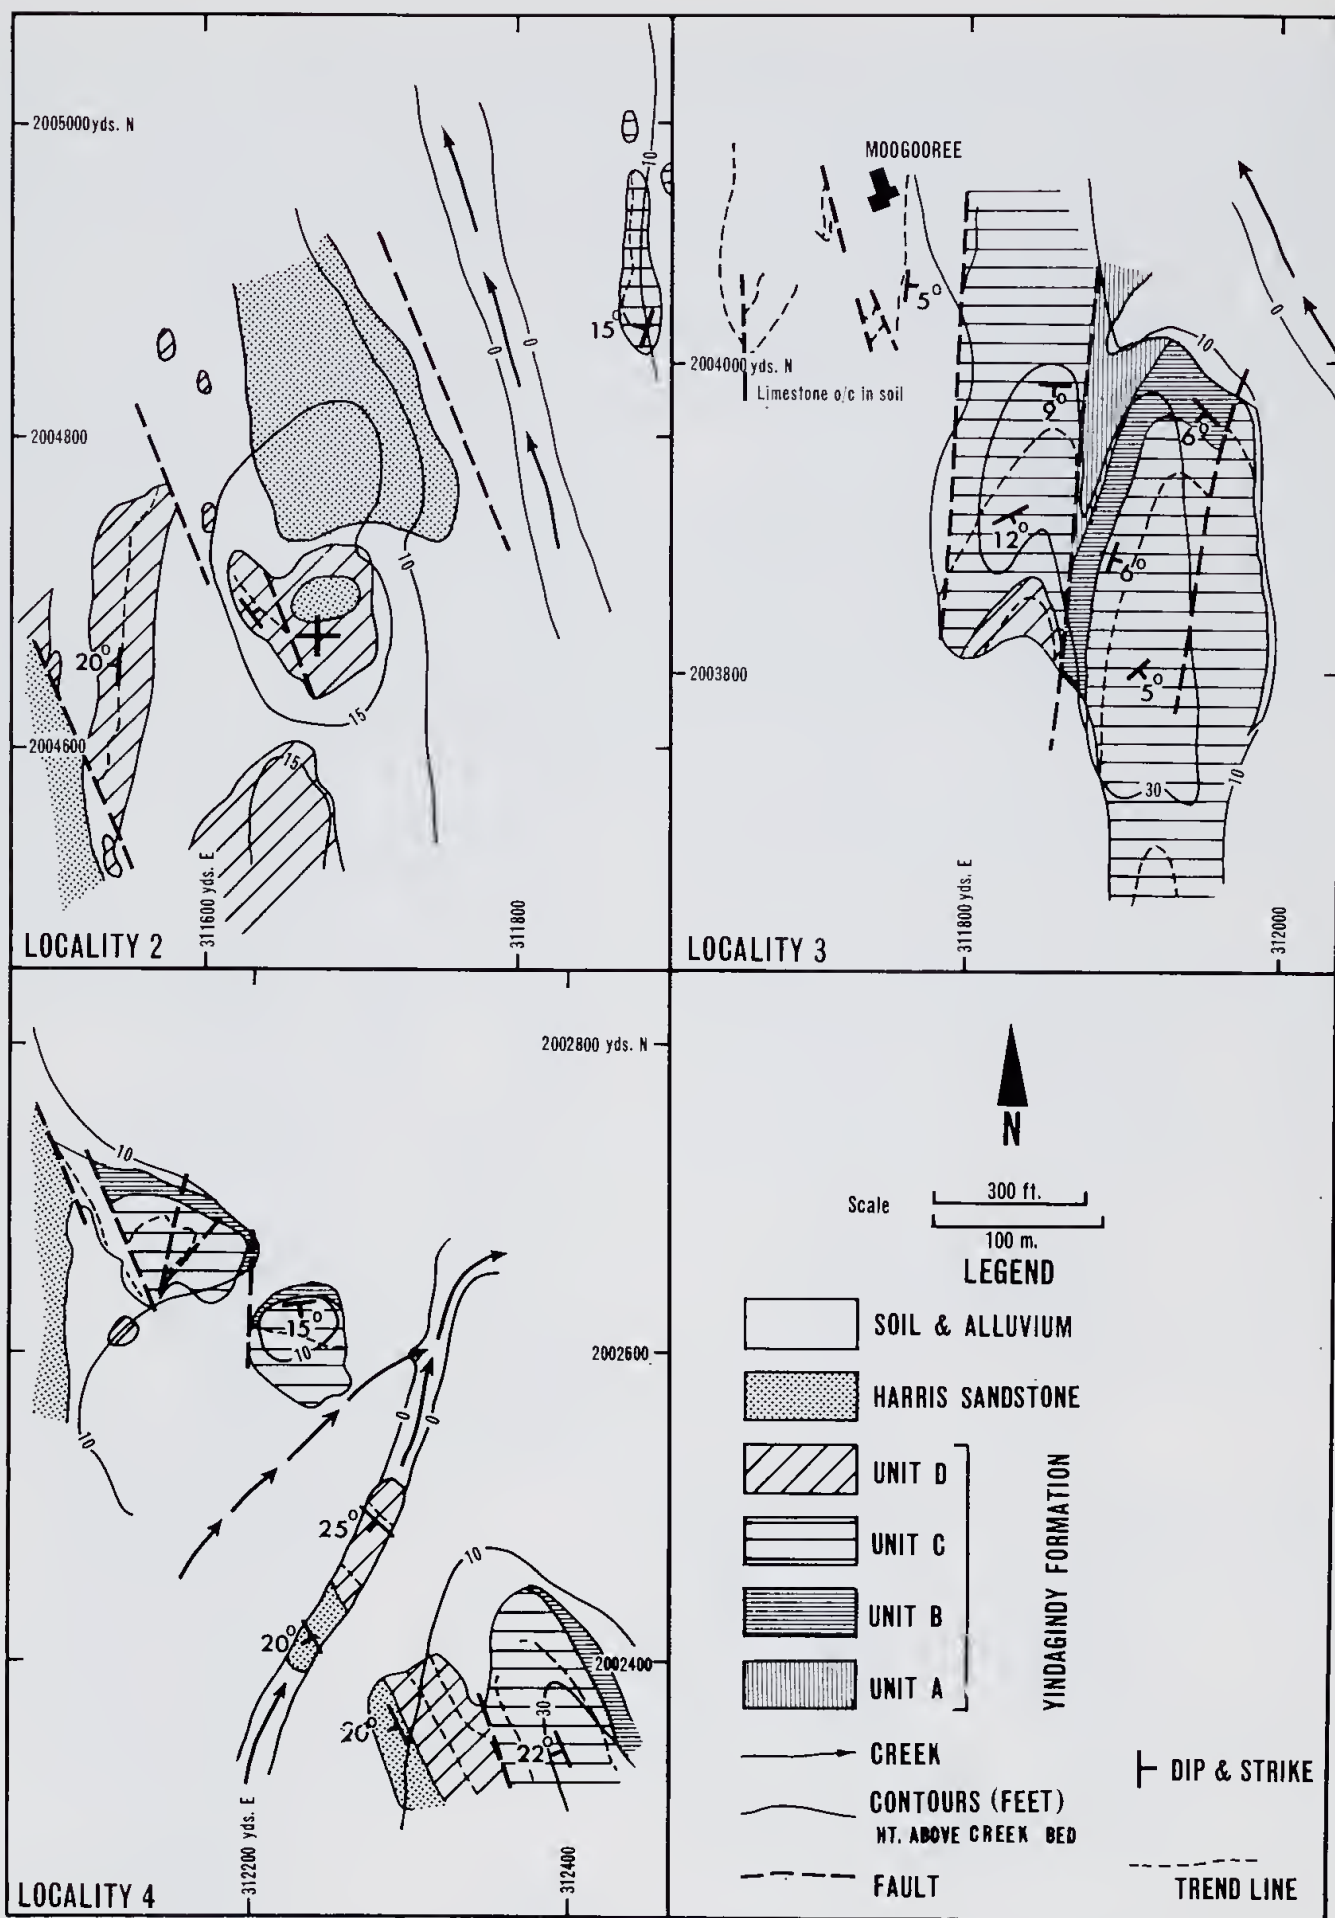 2005000 yds. N
10
15°
0
0
2004800
20°
10
15
2004600
15
311600 yds. E
311800
LOCALITY 2
MOOGOOREE
5°
0
2004000 yds. N
10
Limestone o/c in soil
9°
6°
12°
6°
2003800
5°
30
10
311800 yds. E
312000
LOCALITY 3
2002800 yds. N
10
15°
10
2002600
0
0
10
25°
10
20°
2002400
30
20°
22°
312200 yds. E
312400
LOCALITY 4
N
Scale
300 ft.
100 m.
LEGEND
SOIL & ALLUVIUM
HARRIS SANDSTONE
UNIT D
UNIT C
UNIT B
UNIT A
YINDAGINDY FORMATION
CREEK
DIP & STRIKE
CONTOURS (FEET)
HT. ABOVE CREEK BED
FAULT
TREND LINE